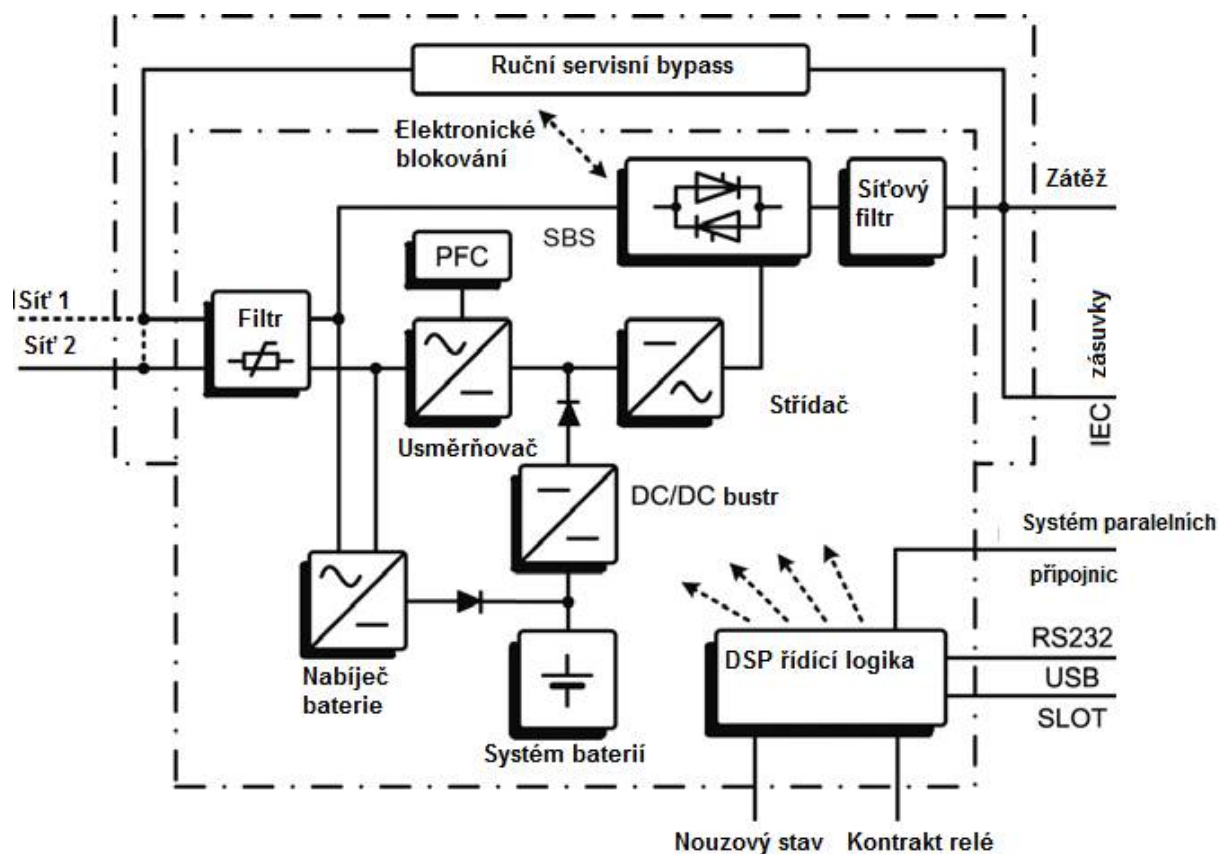 Ruční servisní bypass
Elektronické
blokování
SBS
Síťový
filtr
Zátěž
PFC
Síť 1
Síť 2
Filtr
zásuvky
IEC
Střídač
Usměrňovač
DC/DC bustr
Systém paralelních
přípojnic
Nabíječ
baterie
Systém baterií
DSP řídící logika
RS232
USB
SLOT
Nouzový stav
Kontrakt relé